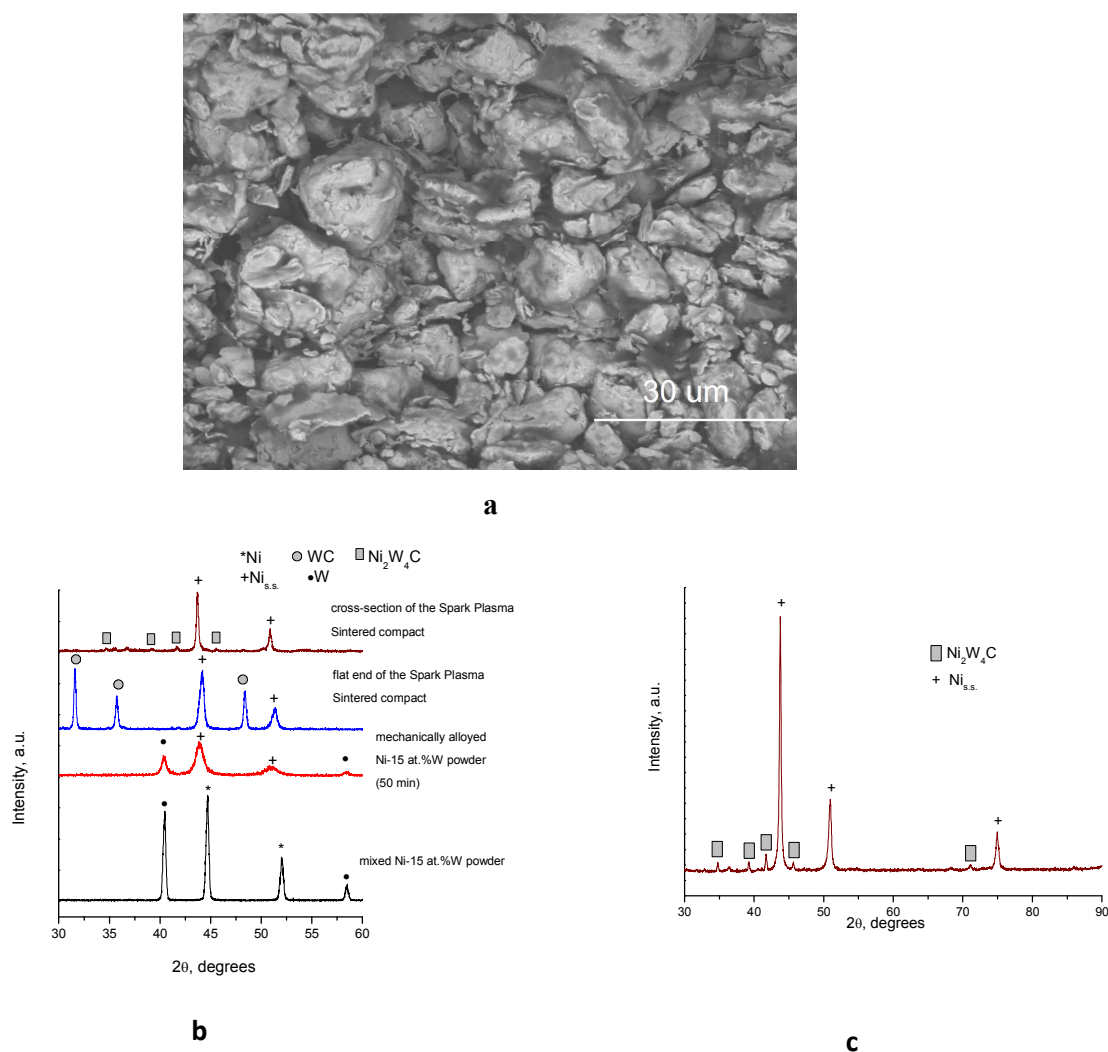 30 um
a
*Ni WC Ni2W4C
+Nis.s. •W
+
+
cross-section of the Spark Plasma
Sintered compact
+
flat end of the Spark Plasma
+
Sintered compact
mechanically alloyed
+
+
Ni-15 at.%W powder
• •
(50 min)
*
•
*
mixed Ni-15 at.%W powder
•
Intensity, a.u.
30 35 40 45 50 55 60
2θ, degrees
b
+
Ni2W4C
+ Nis.s.
+
+
Intensity, a.u.
30 40 50 60 70 80 90
2θ, degrees
c